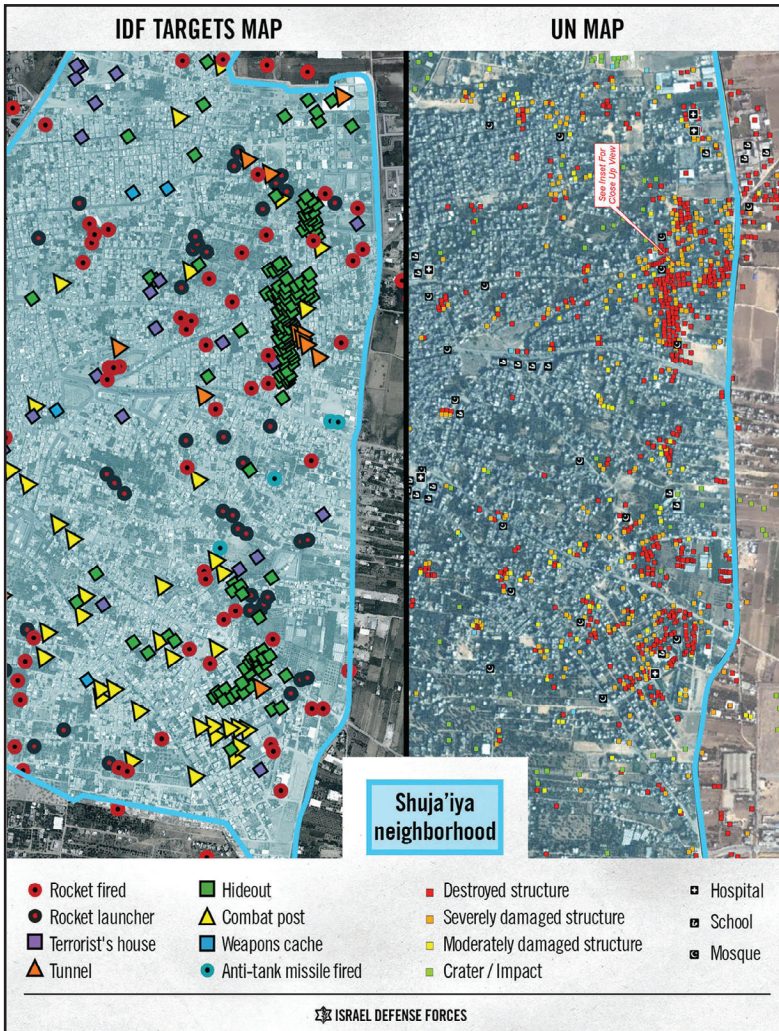 IDF TARGETS MAP
UN MAP
See Inset For
Close Up View
Shuja'iya
neighborhood
Rocket fired
Rocket launcher
Terrorist's house
Tunnel
Hideout
Combat post
Weapons cache
Anti-tank missile fired
Destroyed structure
Severely damaged structure
Moderately damaged structure
Crater / Impact
Hospital
School
Mosque
ISRAEL DEFENSE FORCES